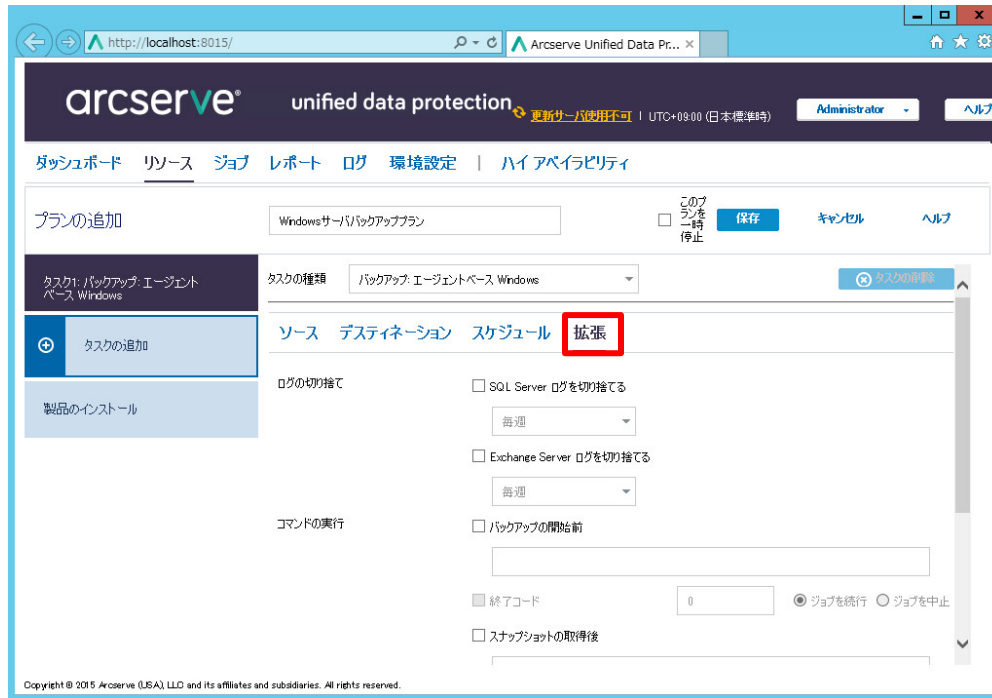 http://localhost:8015/
Arcserve Unified Data Pr... ×
arcserve® unified data protection 更新サーバ使用不可 | UTC+09:00 (日本標準時) Administrator ヘルプ
ダッシュボード リソース ジョブ レポート ログ 環境設定 | ハイ アベイラビリティ
プランの追加
Windowsサーババックアッププラン
このプ
ランを
一時
停止
保存
キャンセル
ヘルプ
タスク1: バックアップ: エージェント
ベース Windows
タスクの追加
製品のインストール
タスクの種類 バックアップ: エージェントベース Windows タスクの削除
ソース デスティネーション スケジュール 拡張
ログの切り捨て SQL Server ログを切り捨てる
毎週
Exchange Server ログを切り捨てる
毎週
コマンドの実行 バックアップの開始前
終了コード 0 ジョブを続行 ジョブを中止
スナップショットの取得後
Copyright © 2015 Arcserve (USA), LLC and its affiliates and subsidiaries. All rights reserved.